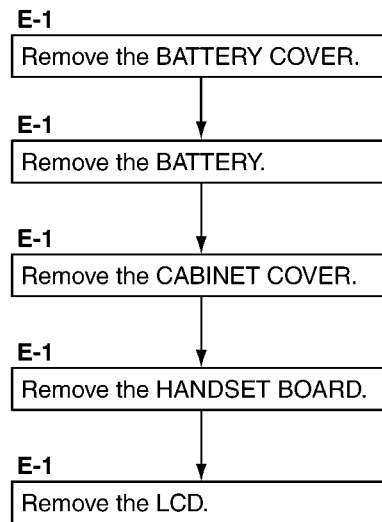 E-1
Remove the BATTERY COVER.
E-1
Remove the BATTERY.
E-1
Remove the CABINET COVER.
E-1
Remove the HANDSET BOARD.
E-1
Remove the LCD.